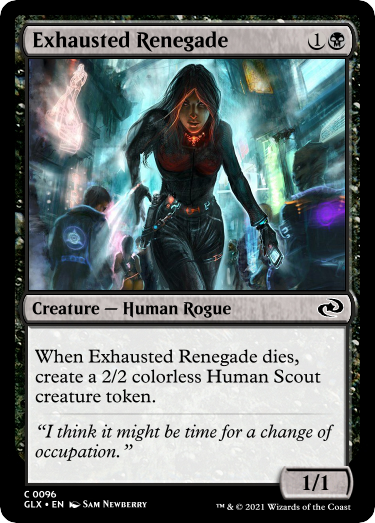 Exhausted Renegade 1
Creature — Human Rogue
When Exhausted Renegade dies,
create a 2/2 colorless Human Scout
creature token.
“I think it might be time for a change of
occupation.”
1/1
C 0096
GLX • EN Sam Newberry
™ & © 2021 Wizards of the Coast